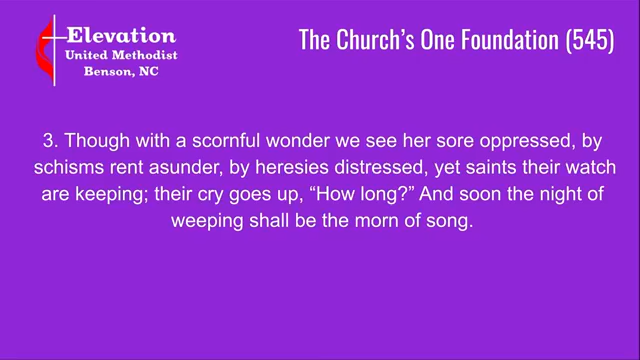 Elevation
United Methodist
Benson, NC
The Church's One Foundation (545)
3. Though with a scornful wonder we see her sore oppressed, by
schisms rent asunder, by heresies distressed, yet saints their watch
are keeping; their cry goes up, “How long?” And soon the night of
weeping shall be the morn of song.